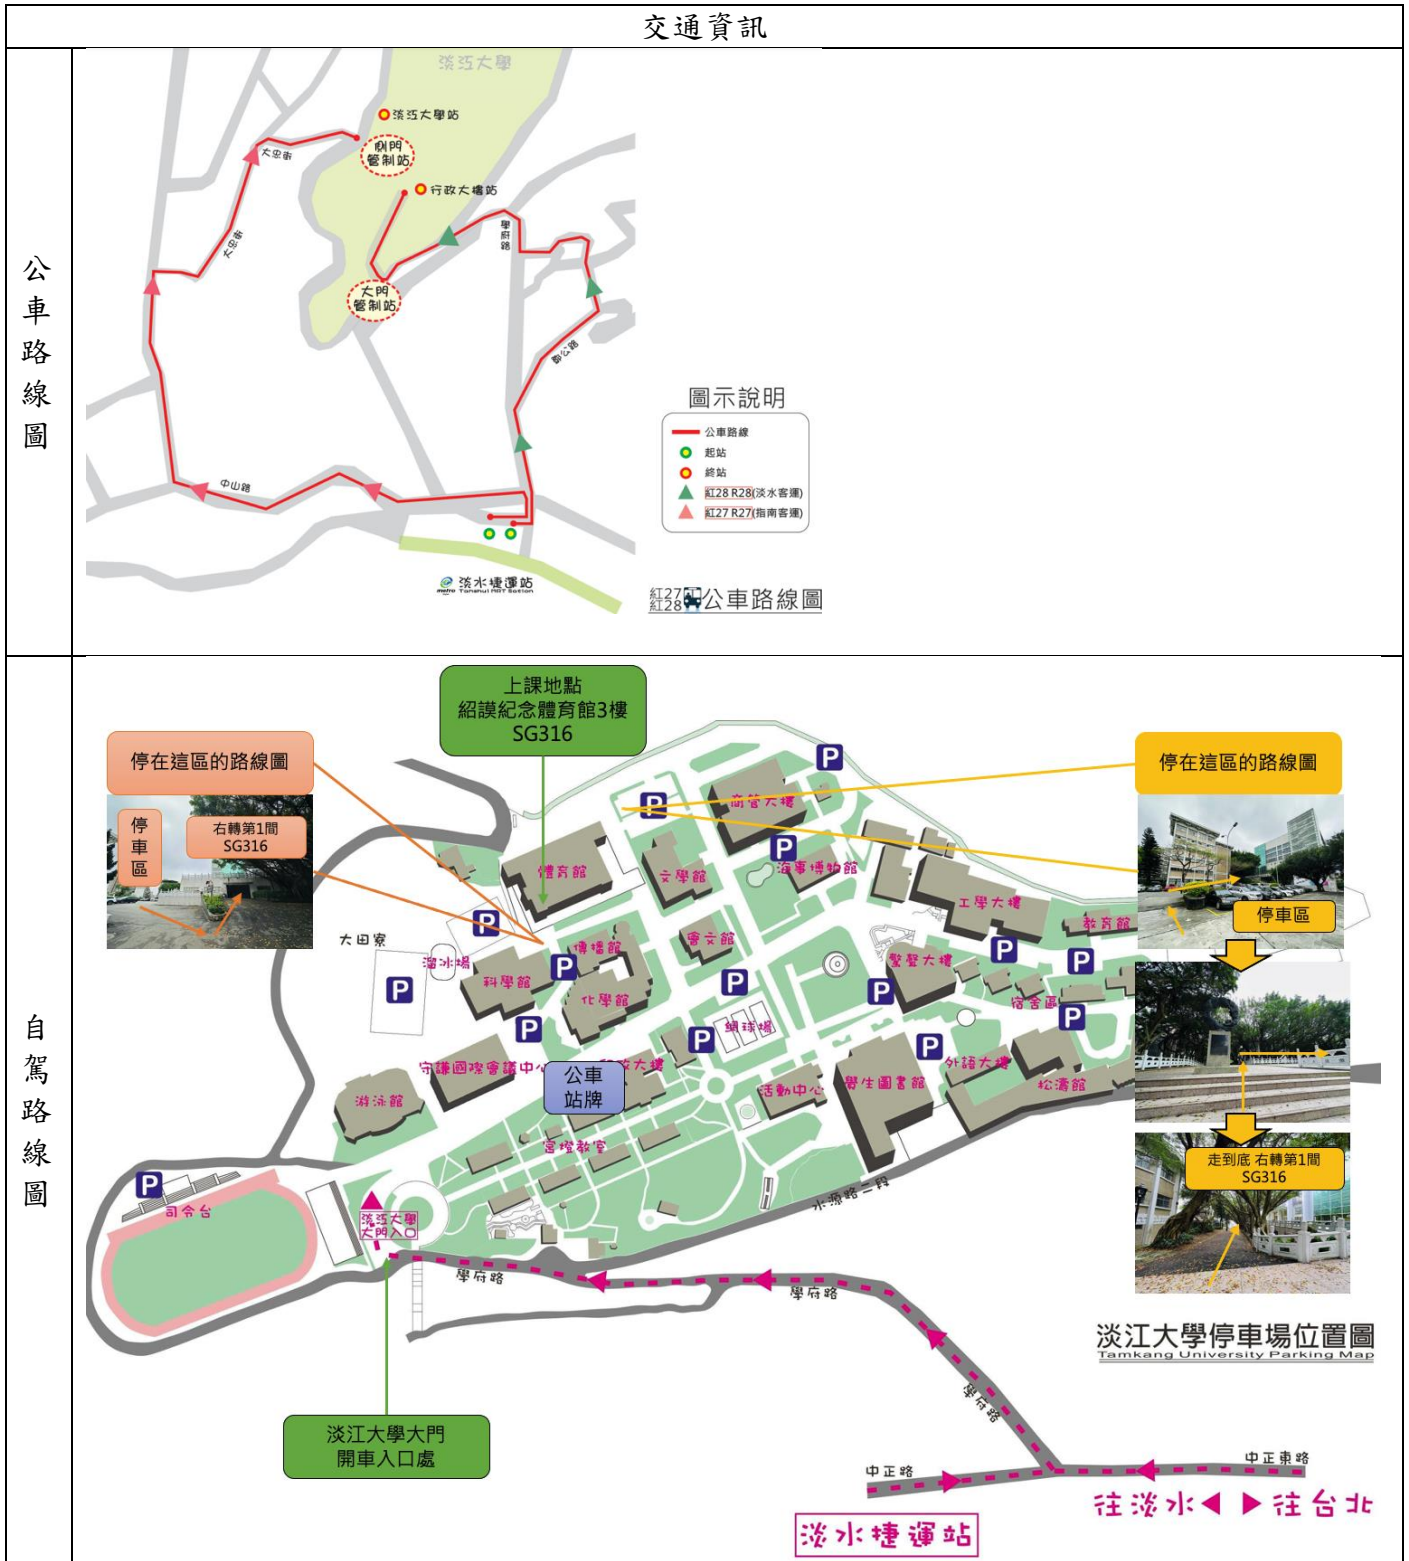 交通資訊
公車路線圖
淡江大學
淡江大學站
側門
管制站
大忠街
行政大樓站
學府路
大忠街
大門
管制站
鄧公路
中山路
圖示說明
公車路線
起站
終站
紅28 R28(淡水客運)
紅27 R27(指南客運)
淡水捷運站
Tanshui MRT Station
紅27
紅28
公車路線圖
自駕路線圖
上課地點
紹謨紀念體育館3樓
SG316
停在這區的路線圖
停車區
右轉第1間
SG316
停在這區的路線圖
停車區
走到底 右轉第1間
SG316
P
商管大樓
P
P
海事博物館
體育館
文學館
工學大樓
教育館
P
大田寮
溜冰場
傳播館
會文館
驚聲大樓
P
P
P
科學館
P
P
P
化學館
宿舍區
P
P
網球場
P
P
守謙國際會議中心
公車
站牌
外語大樓
活動中心
學生圖書館
松濤館
游泳館
宮燈教室
P
司令台
淡江大學
大門入口
水源路二段
學府路
學府路
學府路
淡江大學停車場位置圖
Tamkang University Parking Map
淡江大學大門
開車入口處
中正路
中正東路
往淡水
往台北
淡水捷運站